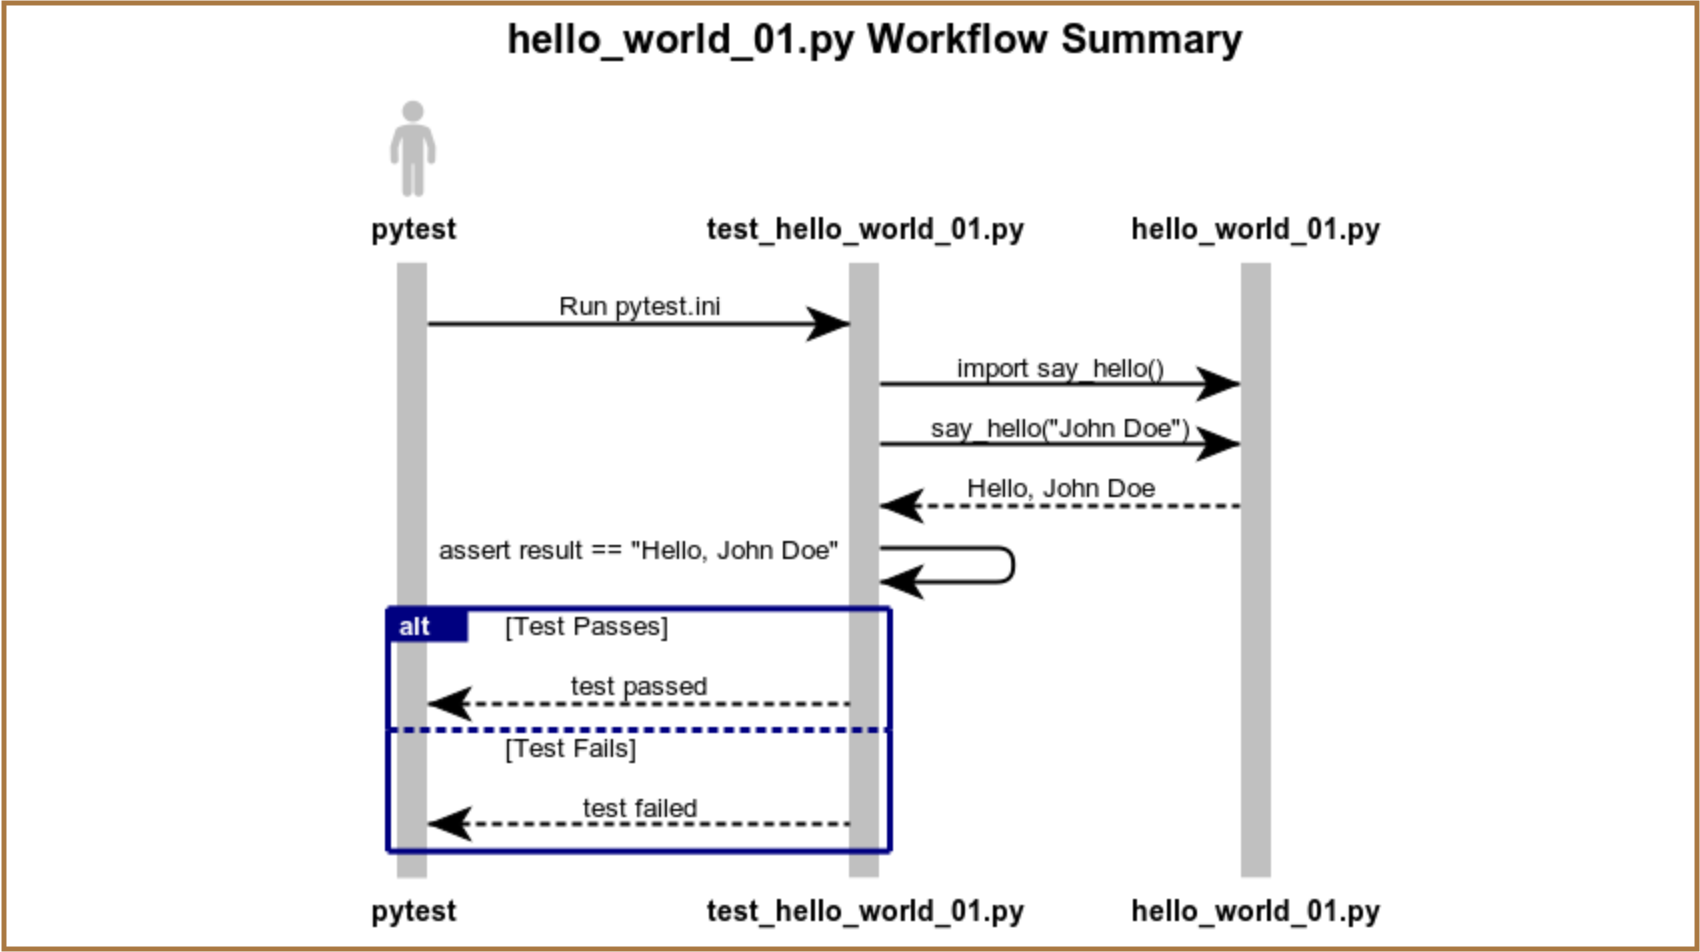 hello_world_01.py Workflow Summary
pytest
test_hello_world_01.py
hello_world_01.py
Run pytest.ini
import say_hello()
say_hello("John Doe")
Hello, John Doe
assert result == "Hello, John Doe"
alt
[Test Passes]
test passed
[Test Fails]
test failed
pytest
test_hello_world_01.py
hello_world_01.py